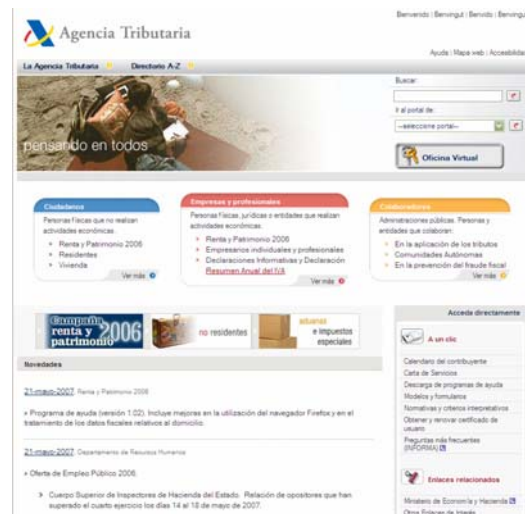 Bienvenido | Benvingut | Benvido | Benvingut
Agencia Tributaria
Ayuda | Mapa web | Accesibilidad
La Agencia Tributaria
Directorio A-Z
Buscar:
Ir al portal de:
--seleccione portal--
pensando en todos
Oficina Virtual
Ciudadanos
Personas físicas que no realizan
actividades económicas.
Renta y Patrimonio 2006
Residentes
Vivienda
Ver más
Empresas y profesionales
Personas físicas, jurídicas o entidades que realizan
actividades económicas.
Renta y Patrimonio 2006
Empresarios individuales y profesionales
Declaraciones Informativas y Declaración
Resumen Anual del IVA
Ver más
Colaboradores
Administraciones públicas. Personas y
entidades que colaboran:
En la aplicación de los tributos
Comunidades Autónomas
En la prevención del fraude fiscal
Ver más
Campaña
renta y
patrimonio
2006
no residentes
aduanas
e impuestos
especiales
Novedades
21-mayo-2007. Renta y Patrimonio 2006
» Programa de ayuda (versión 1.02). Incluye mejoras en la utilización del navegador Firefox y en el
tratamiento de los datos fiscales relativos al domicilio.
21-mayo-2007. Departamento de Recursos Humanos
» Oferta de Empleo Público 2006.
Cuerpo Superior de Inspectores de Hacienda del Estado. Relación de opositores que han
superado el cuarto ejercicio los días 14 al 18 de mayo de 2007.
Acceda directamente
A un clic
Calendario del contribuyente
Carta de Servicios
Descarga de programas de ayuda
Modelos y formularios
Normativas y criterios interpretativos
Obtener y renovar certificado de
usuario
Preguntas más frecuentes
(INFORMA)
Enlaces relacionados
Ministerio de Economía y Hacienda
Otros Enlaces de Interés